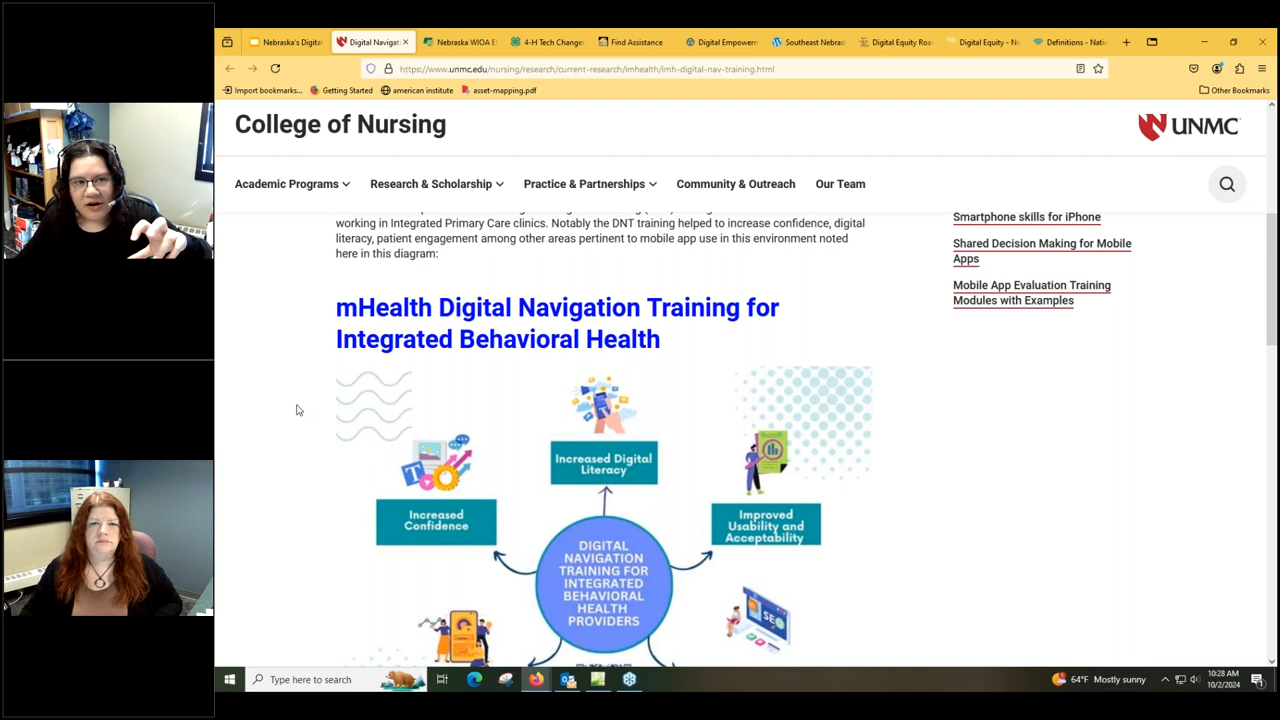 Nebraska's Digital
Digital Navigat
Nebraska WIOA E
4-H Tech Change
Find Assistance
Digital Empower
Southeast Nebras
Digital Equity Roa
Digital Equity - Ne
Definitions - Nati
https://www.unmc.edu/nursing/research/current-research/imhealth/imh-digital-nav-training.html
Import bookmarks...
Getting Started
american institute
asset-mapping.pdf
Other Bookmarks
College of Nursing
UNMC
Academic Programs
Research & Scholarship
Practice & Partnerships
Community & Outreach
Our Team
working in Integrated Primary Care clinics. Notably the DNT training helped to increase confidence, digital
literacy, patient engagement among other areas pertinent to mobile app use in this environment noted
here in this diagram:
Smartphone skills for iPhone
Shared Decision Making for Mobile
Apps
Mobile App Evaluation Training
Modules with Examples
mHealth Digital Navigation Training for
Integrated Behavioral Health
Increased Digital
Literacy
Increased
Confidence
Improved
Usability and
Acceptability
DIGITAL
NAVIGATION
TRAINING FOR
INTEGRATED
BEHAVIORAL
HEALTH
PROVIDERS
SEO
Type here to search
64°F Mostly sunny
10:28 AM
10/2/2024